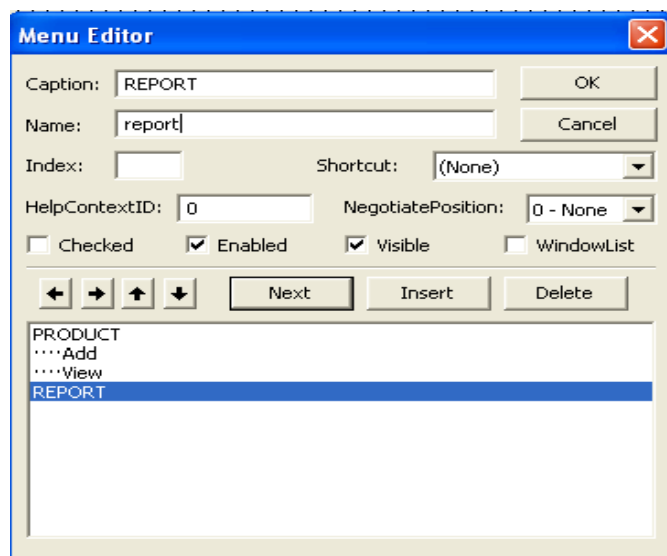 Menu Editor
Caption: REPORT OK
Name: report Cancel
Index: Shortcut: (None)
HelpContextID: 0 NegotiatePosition: 0 - None
Checked Enabled Visible WindowList
Next Insert Delete
PRODUCT
····Add
····View
REPORT